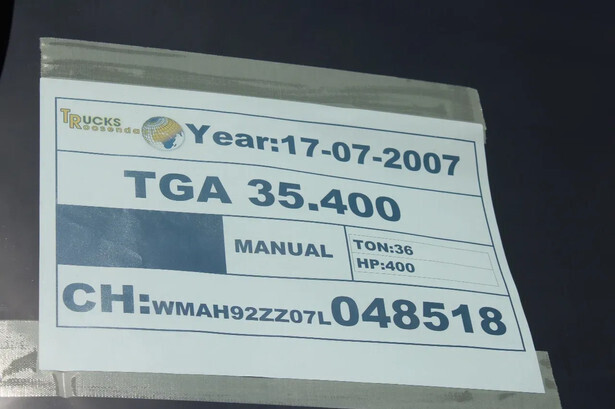 TRUCKS
Roosendaal
Year:17-07-2007
TGA 35.400
MANUAL
TON:36
HP:400
CH:WMAH92ZZ07L048518